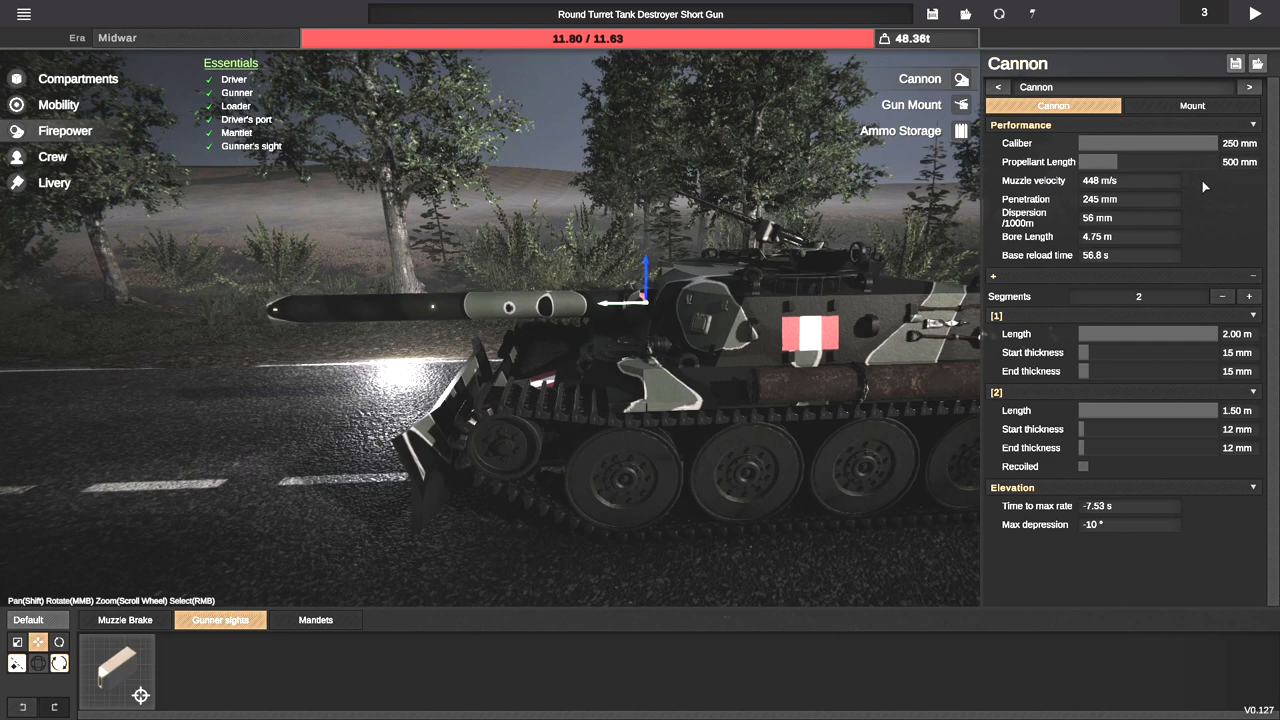 Round Turret Tank Destroyer Short Gun
3
Era
Midwar
11.80 / 11.63
48.36t
Compartments
Mobility
Firepower
Crew
Livery
Essentials
Driver
Gunner
Loader
Driver's port
Mantlet
Gunner's sight
Cannon
Gun Mount
Ammo Storage
Cannon
< Cannon >
Cannon Mount
Performance
Caliber 250 mm
Propellant Length 500 mm
Muzzle velocity 448 m/s
Penetration 245 mm
Dispersion
/1000m 56 mm
Bore Length 4.75 m
Base reload time 56.8 s
+ −
Segments 2 − +
[1]
Length 2.00 m
Start thickness 15 mm
End thickness 15 mm
[2]
Length 1.50 m
Start thickness 12 mm
End thickness 12 mm
Recoiled
Elevation
Time to max rate -7.53 s
Max depression -10 °
Pan(Shift) Rotate(MMB) Zoom(Scroll Wheel) Select(RMB)
Default
Muzzle Brake
Gunner sights
Mantlets
V0.127